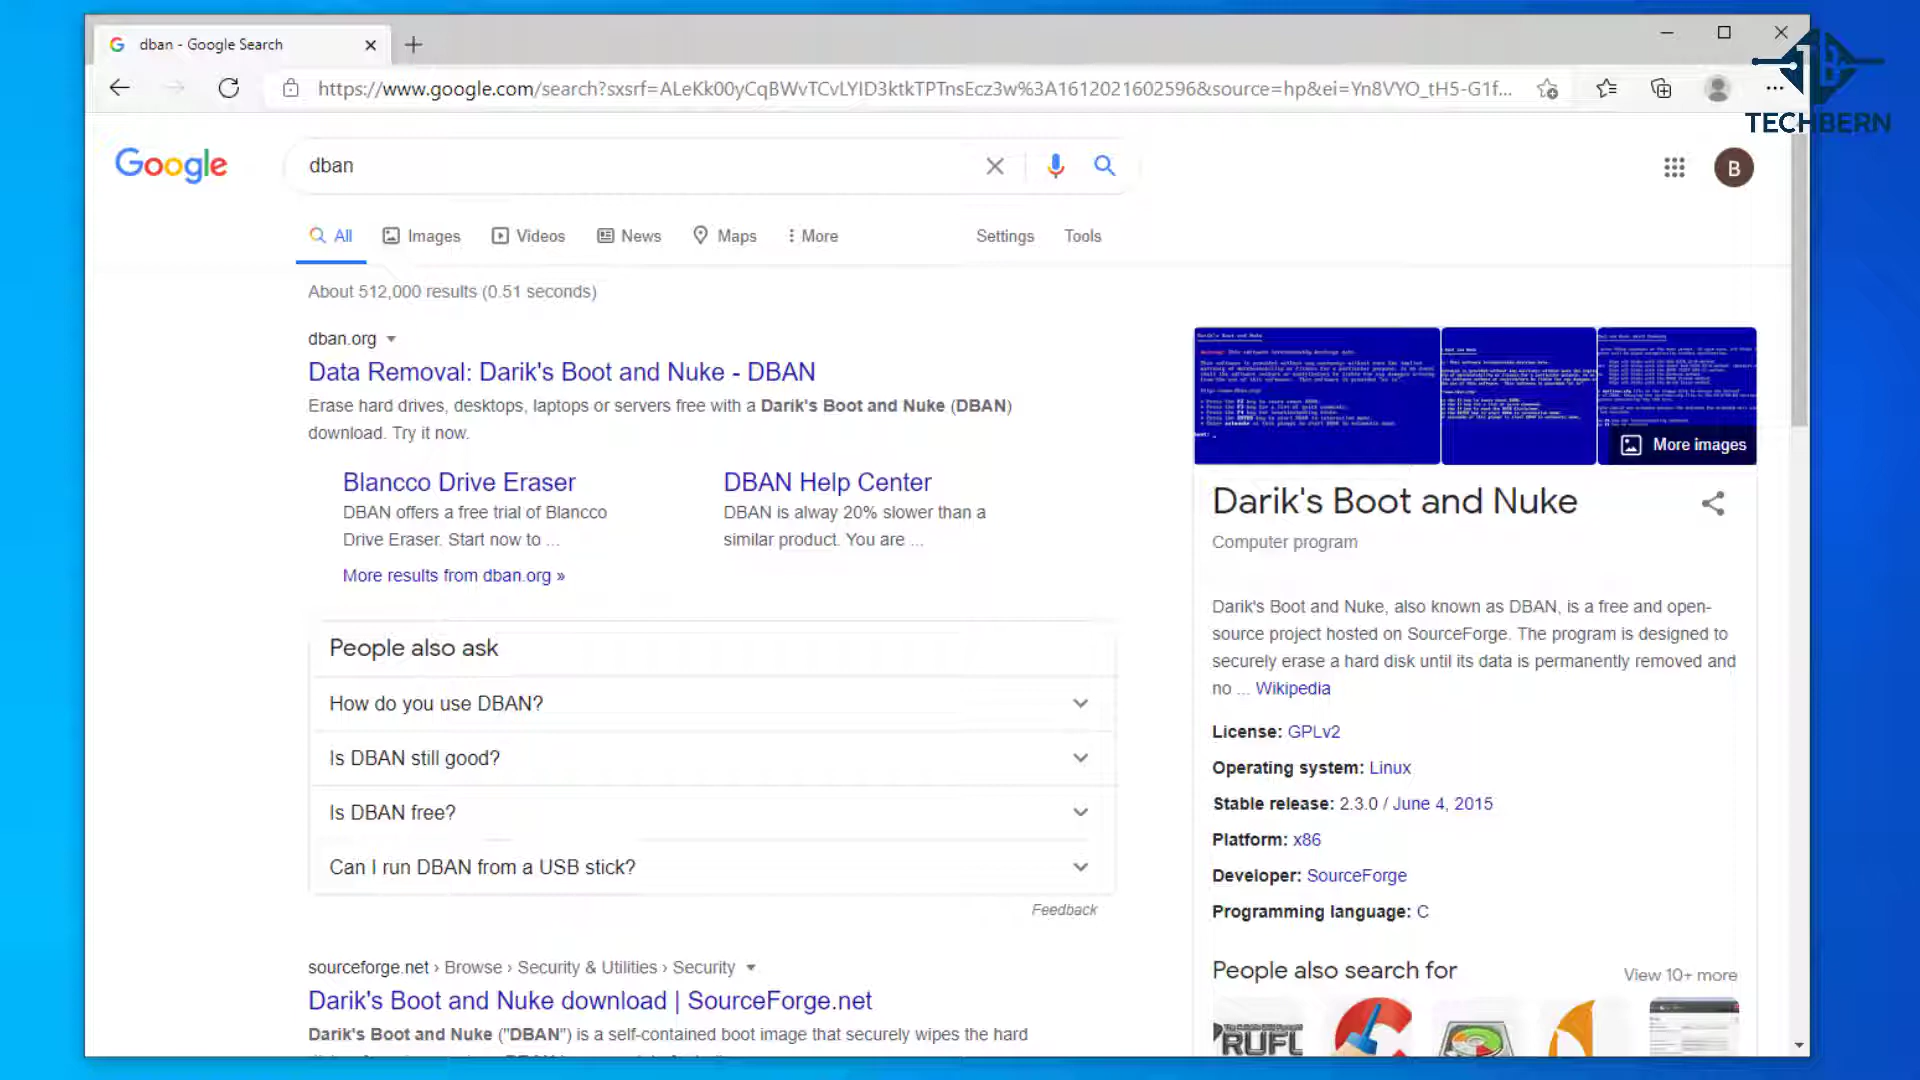 dban - Google Search
https://www.google.com/search?sxsrf=ALeKk00yCqBWvTCvLYID3ktkTPTnsEcz3w%3A1612021602596&source=hp&ei=Yn8VYO_tH5-G1f...
TECHBERN
Google
dban
B
All Images Videos News Maps More Settings Tools
About 512,000 results (0.51 seconds)
dban.org
Data Removal: Darik's Boot and Nuke - DBAN
Erase hard drives, desktops, laptops or servers free with a Darik's Boot and Nuke (DBAN)
download. Try it now.
Blancco Drive Eraser
DBAN offers a free trial of Blancco
Drive Eraser. Start now to ...
DBAN Help Center
DBAN is alway 20% slower than a
similar product. You are ...
More results from dban.org »
People also ask
How do you use DBAN?
Is DBAN still good?
Is DBAN free?
Can I run DBAN from a USB stick?
Feedback
sourceforge.net › Browse › Security & Utilities › Security
Darik's Boot and Nuke download | SourceForge.net
Darik's Boot and Nuke ("DBAN") is a self-contained boot image that securely wipes the hard
More images
Darik's Boot and Nuke
Computer program
Darik's Boot and Nuke, also known as DBAN, is a free and open-
source project hosted on SourceForge. The program is designed to
securely erase a hard disk until its data is permanently removed and
no ... Wikipedia
License: GPLv2
Operating system: Linux
Stable release: 2.3.0 / June 4, 2015
Platform: x86
Developer: SourceForge
Programming language: C
People also search for
View 10+ more